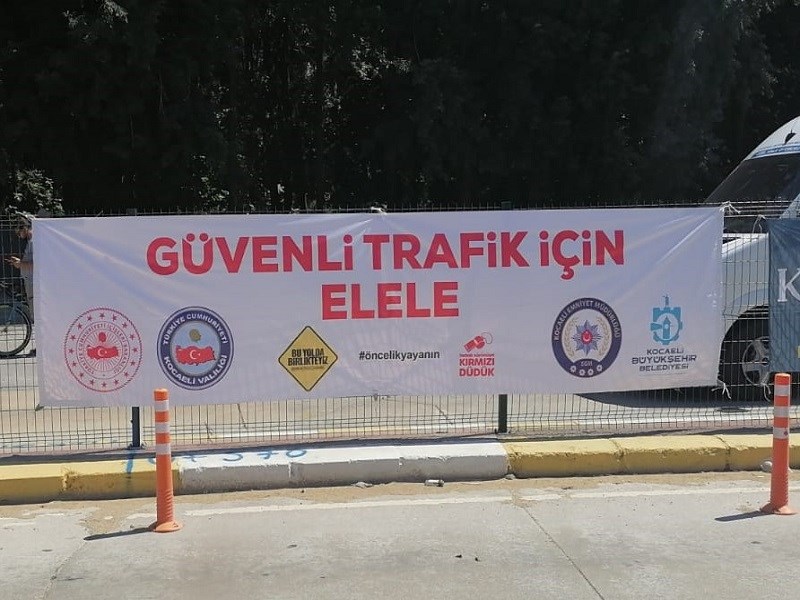 GÜVENLi TRAFiK iÇiN
ELELE
TÜRKİYE CUMHURİYETİ
KOCAELİ VALİLİĞİ
BU YOLDA
BİRLİKTEYİZ
#öncelikyayanın
KIRMIZI
DÜDÜK
KOCAELİ EMNİYET MÜDÜRLÜĞÜ
KOCAELİ
BÜYÜKŞEHİR
BELEDİYESİ
K